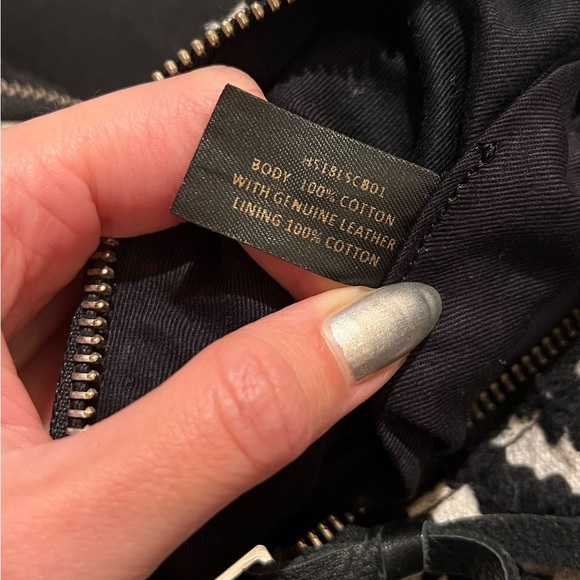 HS18LSCB01
BODY 100% COTTON
WITH GENUINE LEATHER
LINING 100% COTTON